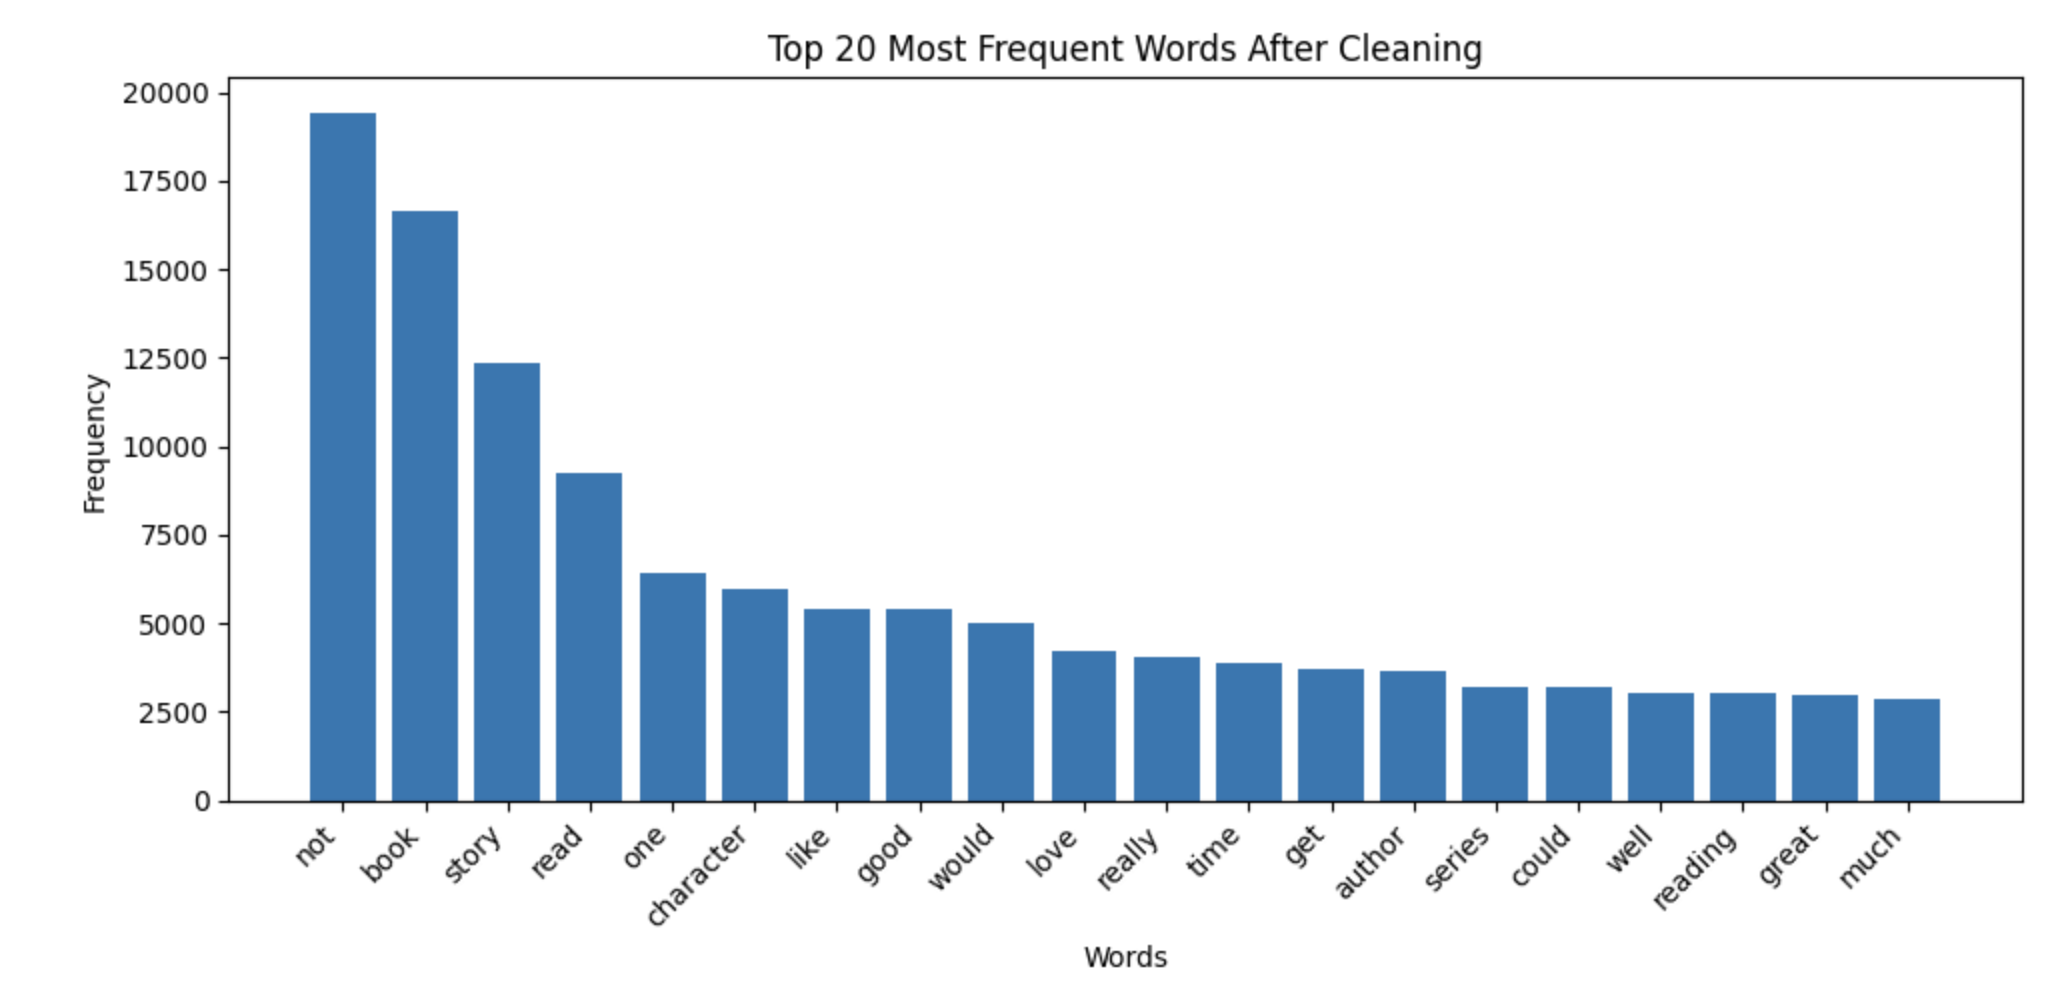 Top 20 Most Frequent Words After Cleaning
20000
17500
15000
12500
10000
7500
5000
2500
0
Frequency
not
book
story
read
one
character
like
good
would
love
really
time
get
author
series
could
well
reading
great
much
Words